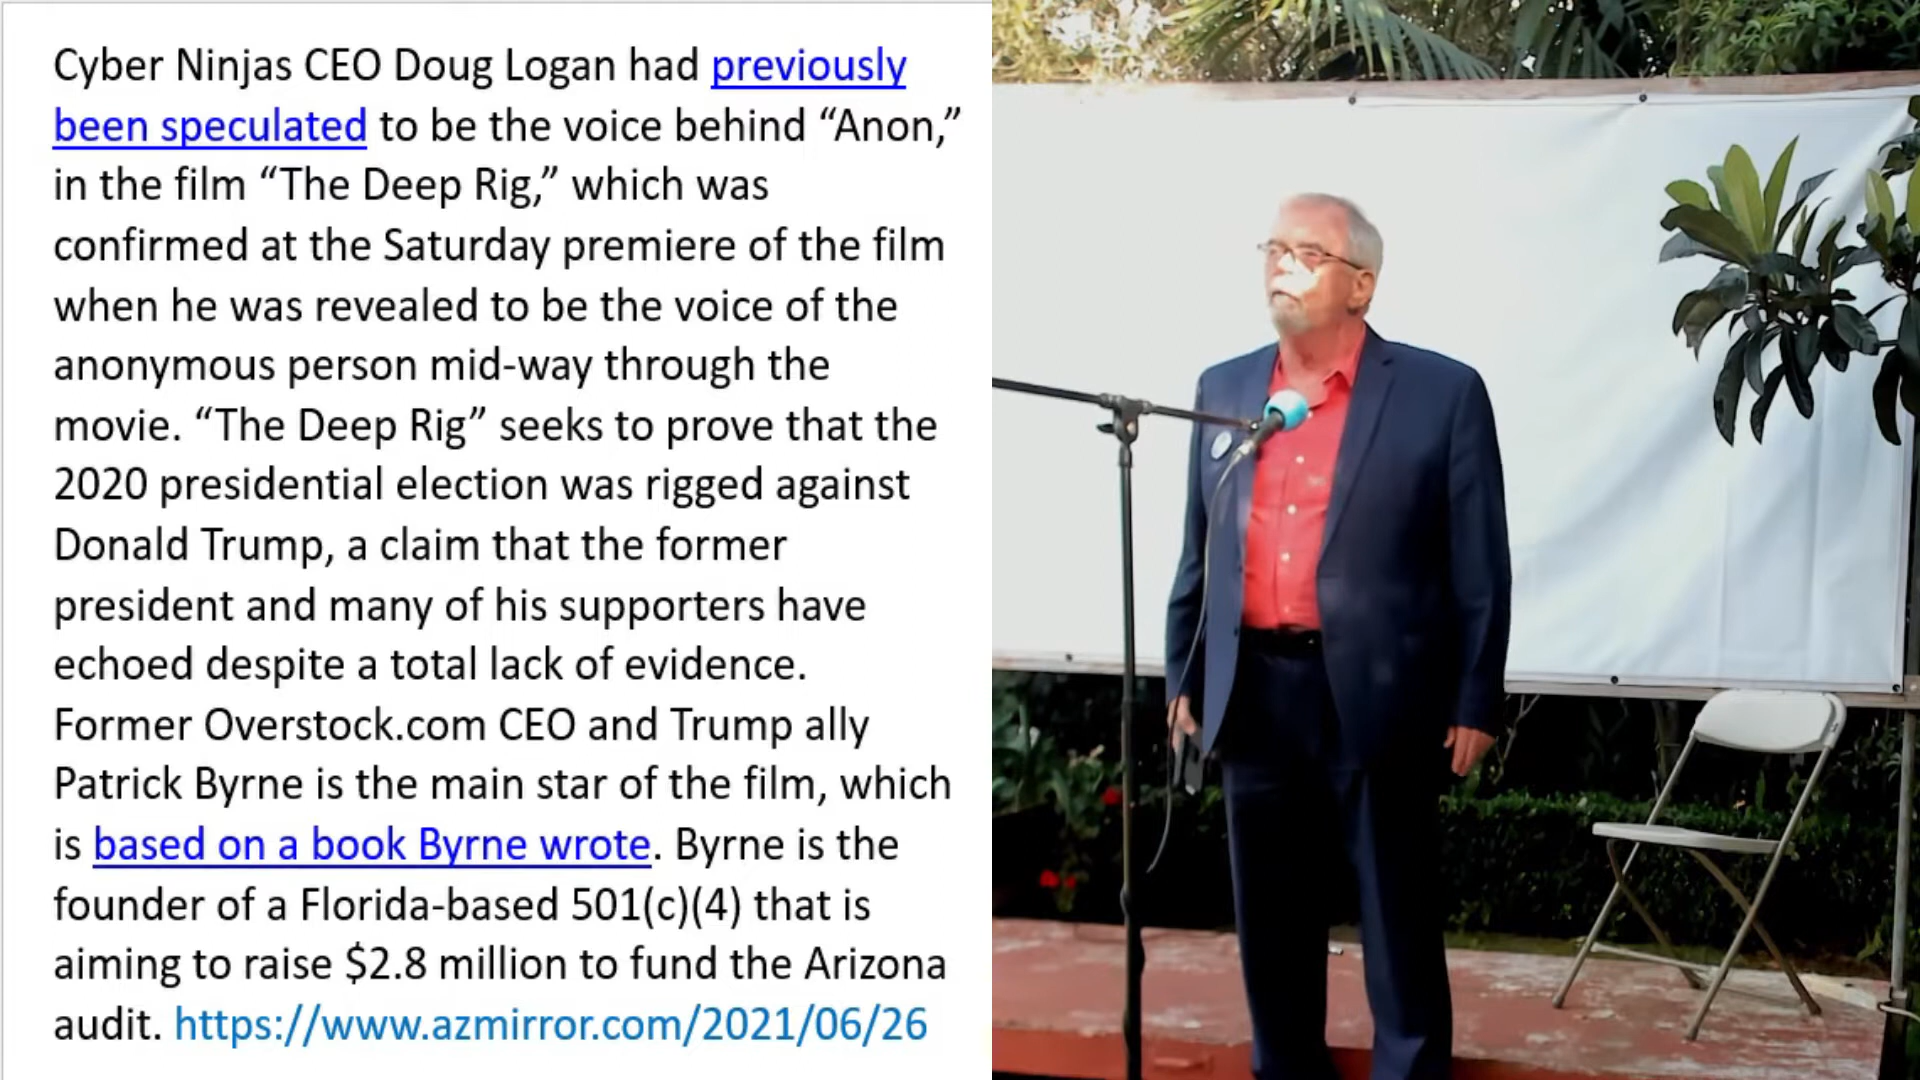 Cyber Ninjas CEO Doug Logan had previously
been speculated to be the voice behind “Anon,”
in the film “The Deep Rig,” which was
confirmed at the Saturday premiere of the film
when he was revealed to be the voice of the
anonymous person mid-way through the
movie. “The Deep Rig” seeks to prove that the
2020 presidential election was rigged against
Donald Trump, a claim that the former
president and many of his supporters have
echoed despite a total lack of evidence.
Former Overstock.com CEO and Trump ally
Patrick Byrne is the main star of the film, which
is based on a book Byrne wrote. Byrne is the
founder of a Florida-based 501(c)(4) that is
aiming to raise $2.8 million to fund the Arizona
audit. https://www.azmirror.com/2021/06/26